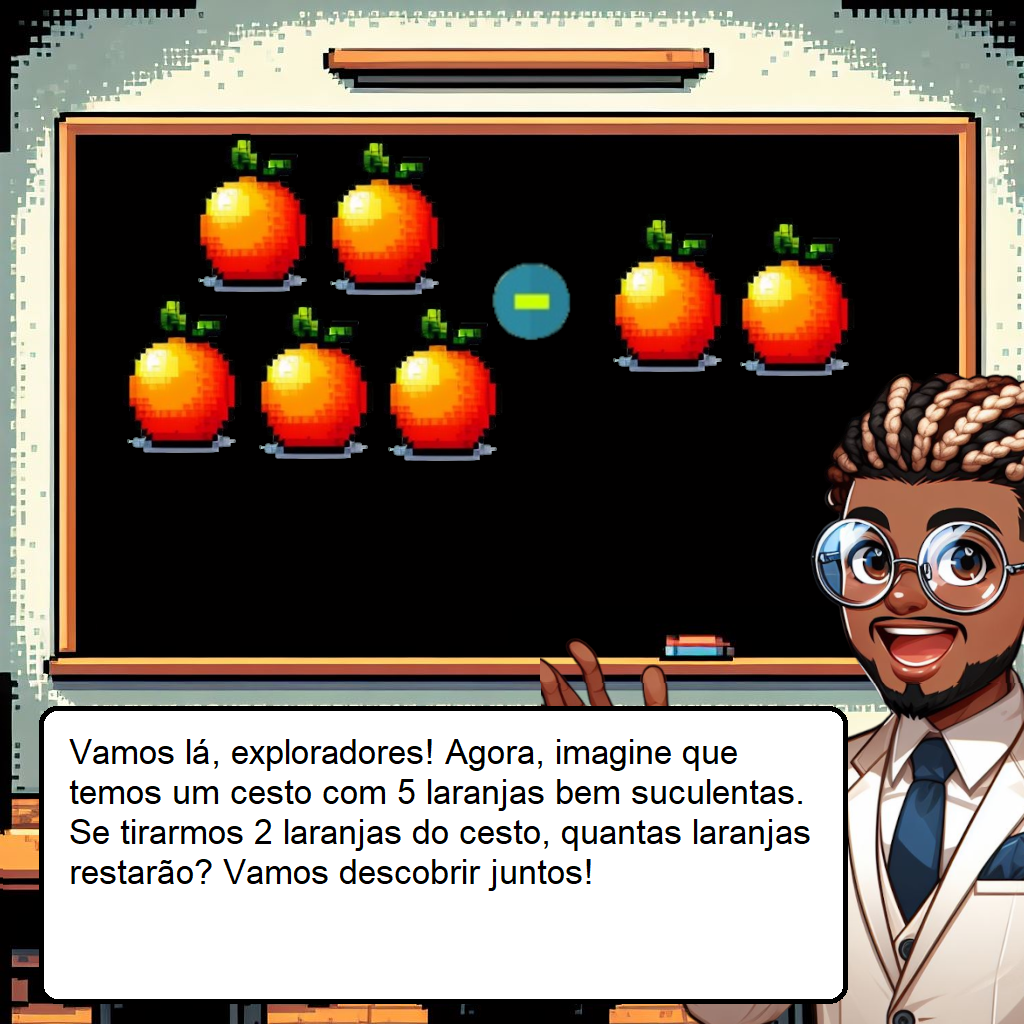 Vamos lá, exploradores! Agora, imagine que
temos um cesto com 5 laranjas bem suculentas.
Se tirarmos 2 laranjas do cesto, quantas laranjas
restarão? Vamos descobrir juntos!